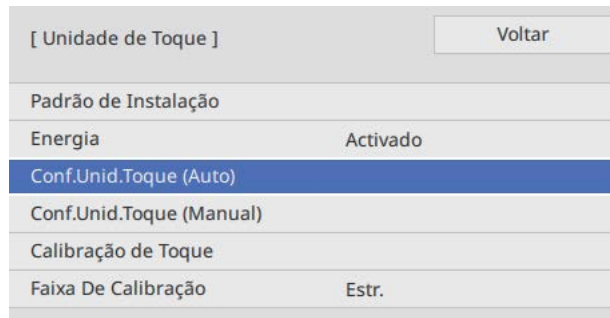 [ Unidade de Toque ] Voltar
Padrão de Instalação
Energia Activado
Conf.Unid.Toque (Auto)
Conf.Unid.Toque (Manual)
Calibração de Toque
Faixa De Calibração Estr.